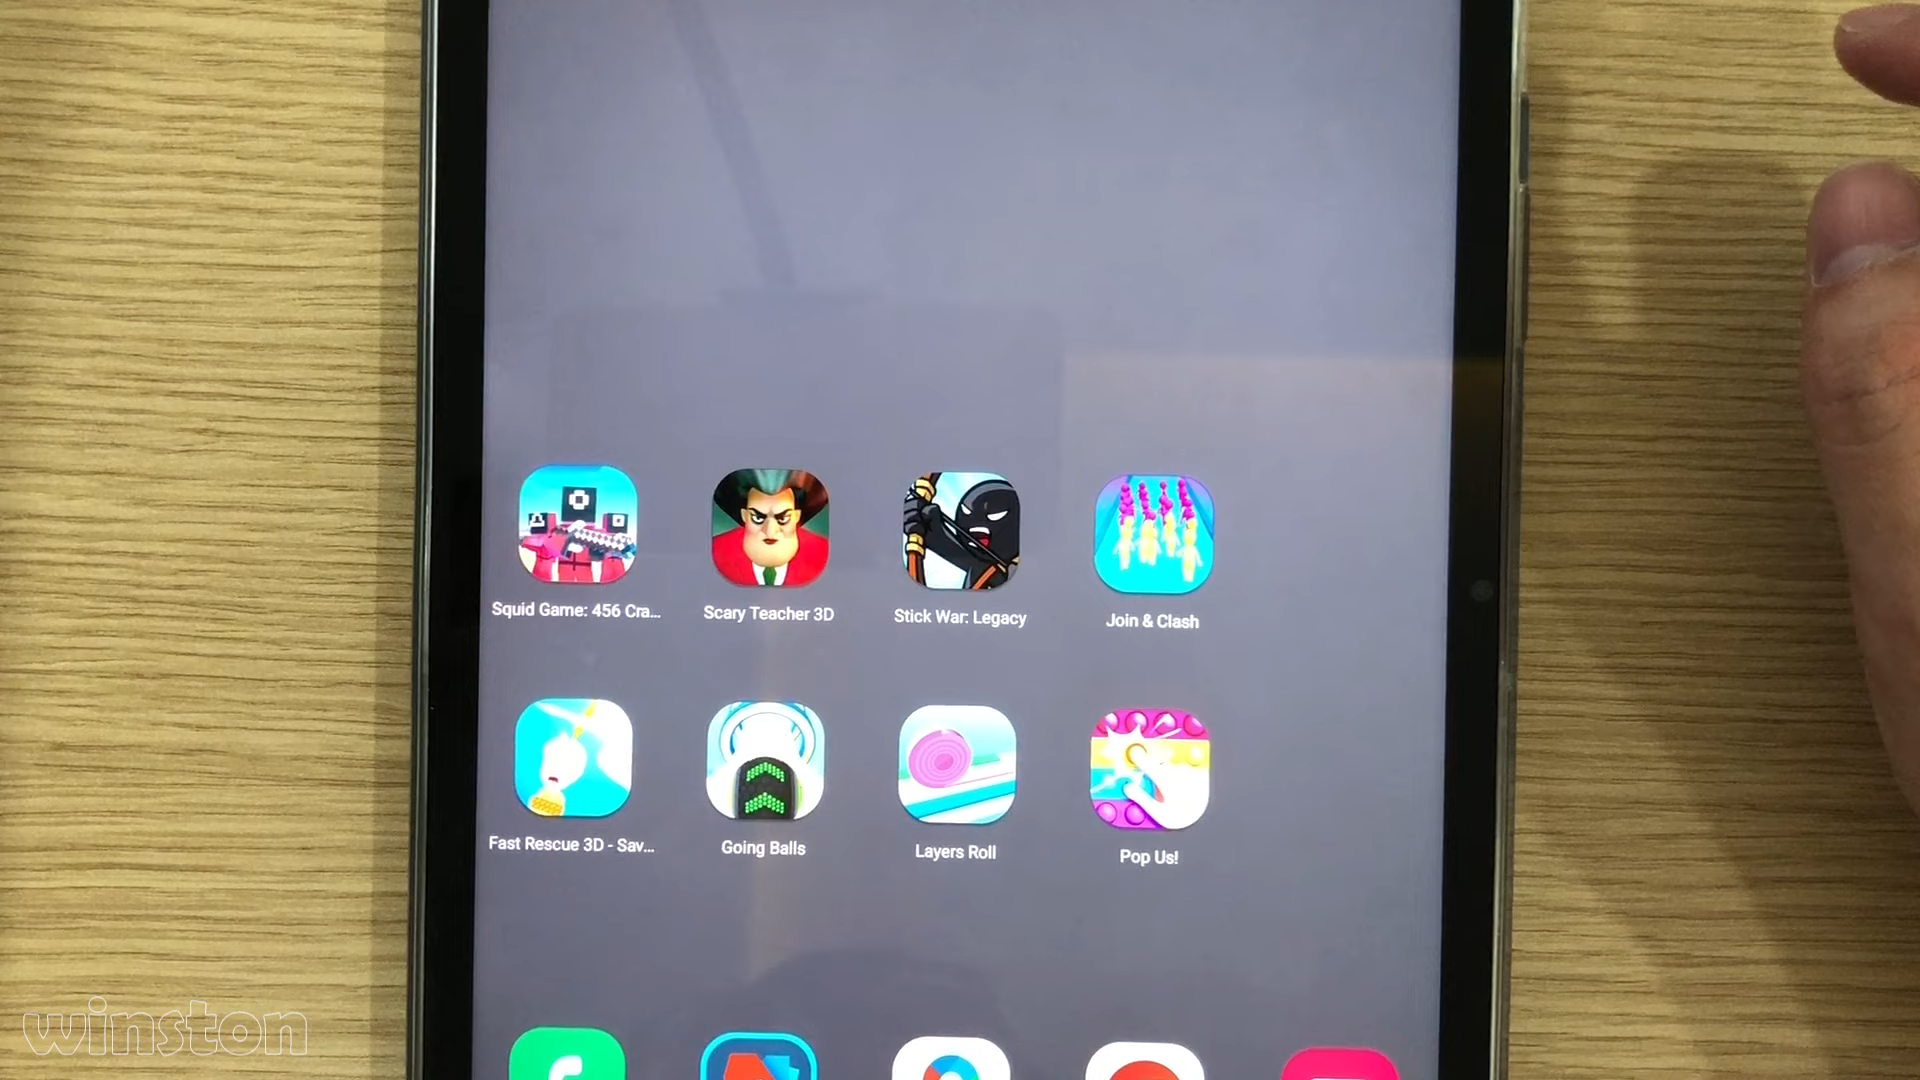 Squid Game: 456 Cra...
Scary Teacher 3D
Stick War: Legacy
Join & Clash
Fast Rescue 3D - Sav...
Going Balls
Layers Roll
Pop Us!
winston